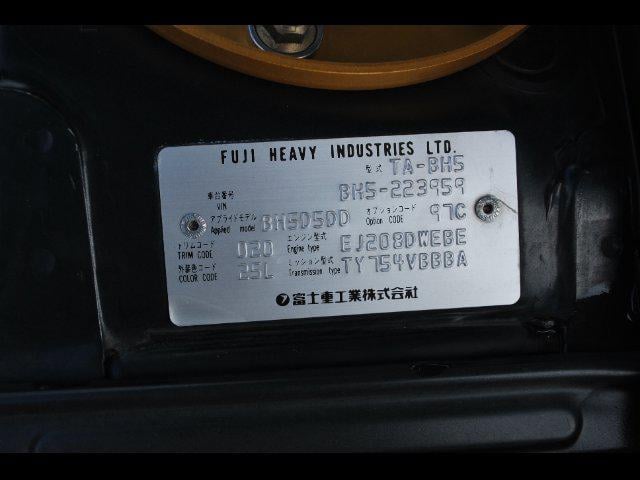 FUJI HEAVY INDUSTRIES LTD.
型式 TA-BH5
車台番号 VIN BH5-223959
アプライドモデル Applied model BH5D5DD オプションコード Option CODE 97C
トリムコード TRIM CODE 02D エンジン型式 Engine type EJ208DWEBE
外装色コード COLOR CODE 25L ミッション型式 Transmission type TY754VBBBA
富士重工業株式会社